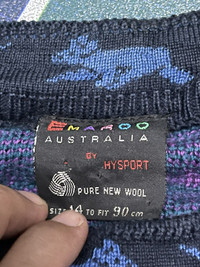 EMAROO
AUSTRALIA
BY
HYSPORT
PURE NEW WOOL
SIZE 14 TO FIT 90 cm